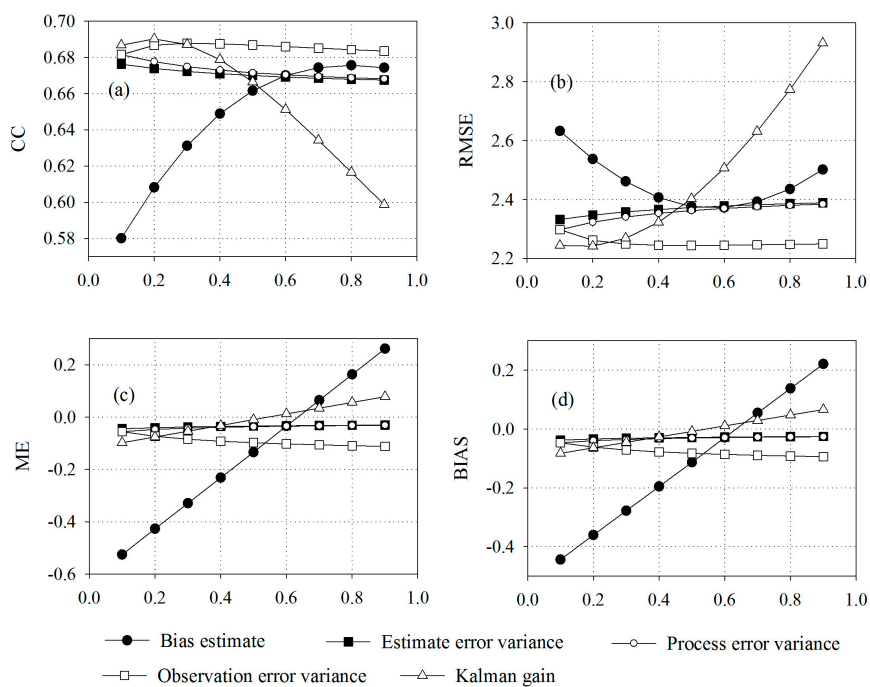 0.70
0.68
0.66
0.64
0.62
0.60
0.58
CC
(a)
0.0 0.2 0.4 0.6 0.8 1.0
3.0
2.8
2.6
2.4
2.2
RMSE
(b)
0.0 0.2 0.4 0.6 0.8 1.0
0.2
0.0
-0.2
-0.4
-0.6
ME
(c)
0.0 0.2 0.4 0.6 0.8 1.0
0.2
0.0
-0.2
-0.4
BIAS
(d)
0.0 0.2 0.4 0.6 0.8 1.0
Bias estimate Estimate error variance Process error variance
Observation error variance Kalman gain